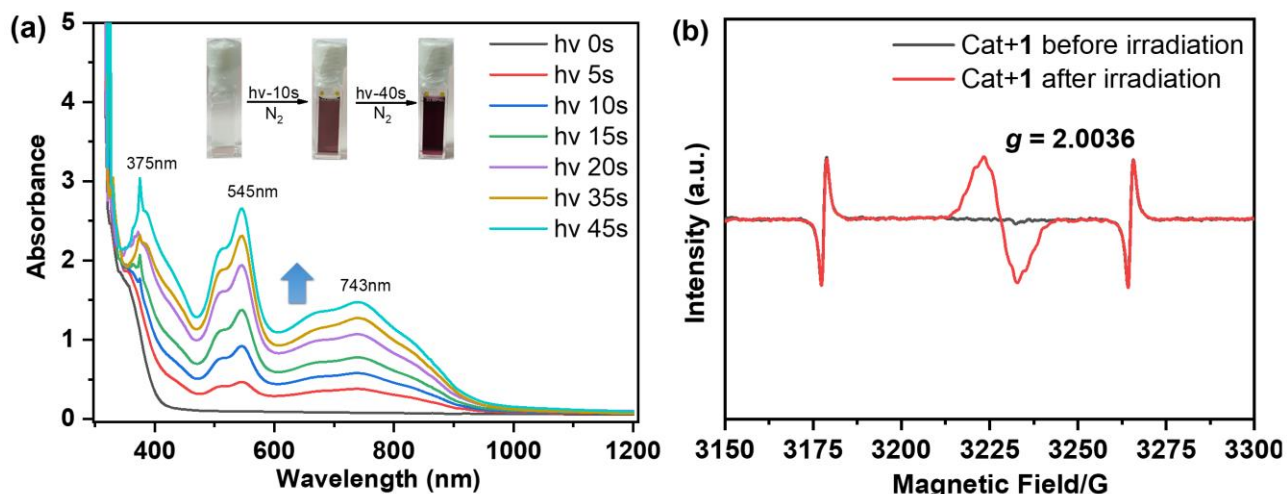 (a)
5
4
3
2
1
0
Absorbance
400
600
800
1000
1200
Wavelength (nm)
375nm
545nm
743nm
hv-10s
N2
hv-40s
N2
hv 0s
hv 5s
hv 10s
hv 15s
hv 20s
hv 35s
hv 45s
(b)
Cat+1 before irradiation
Cat+1 after irradiation
g = 2.0036
Intensity (a.u.)
3150
3175
3200
3225
3250
3275
3300
Magnetic Field/G